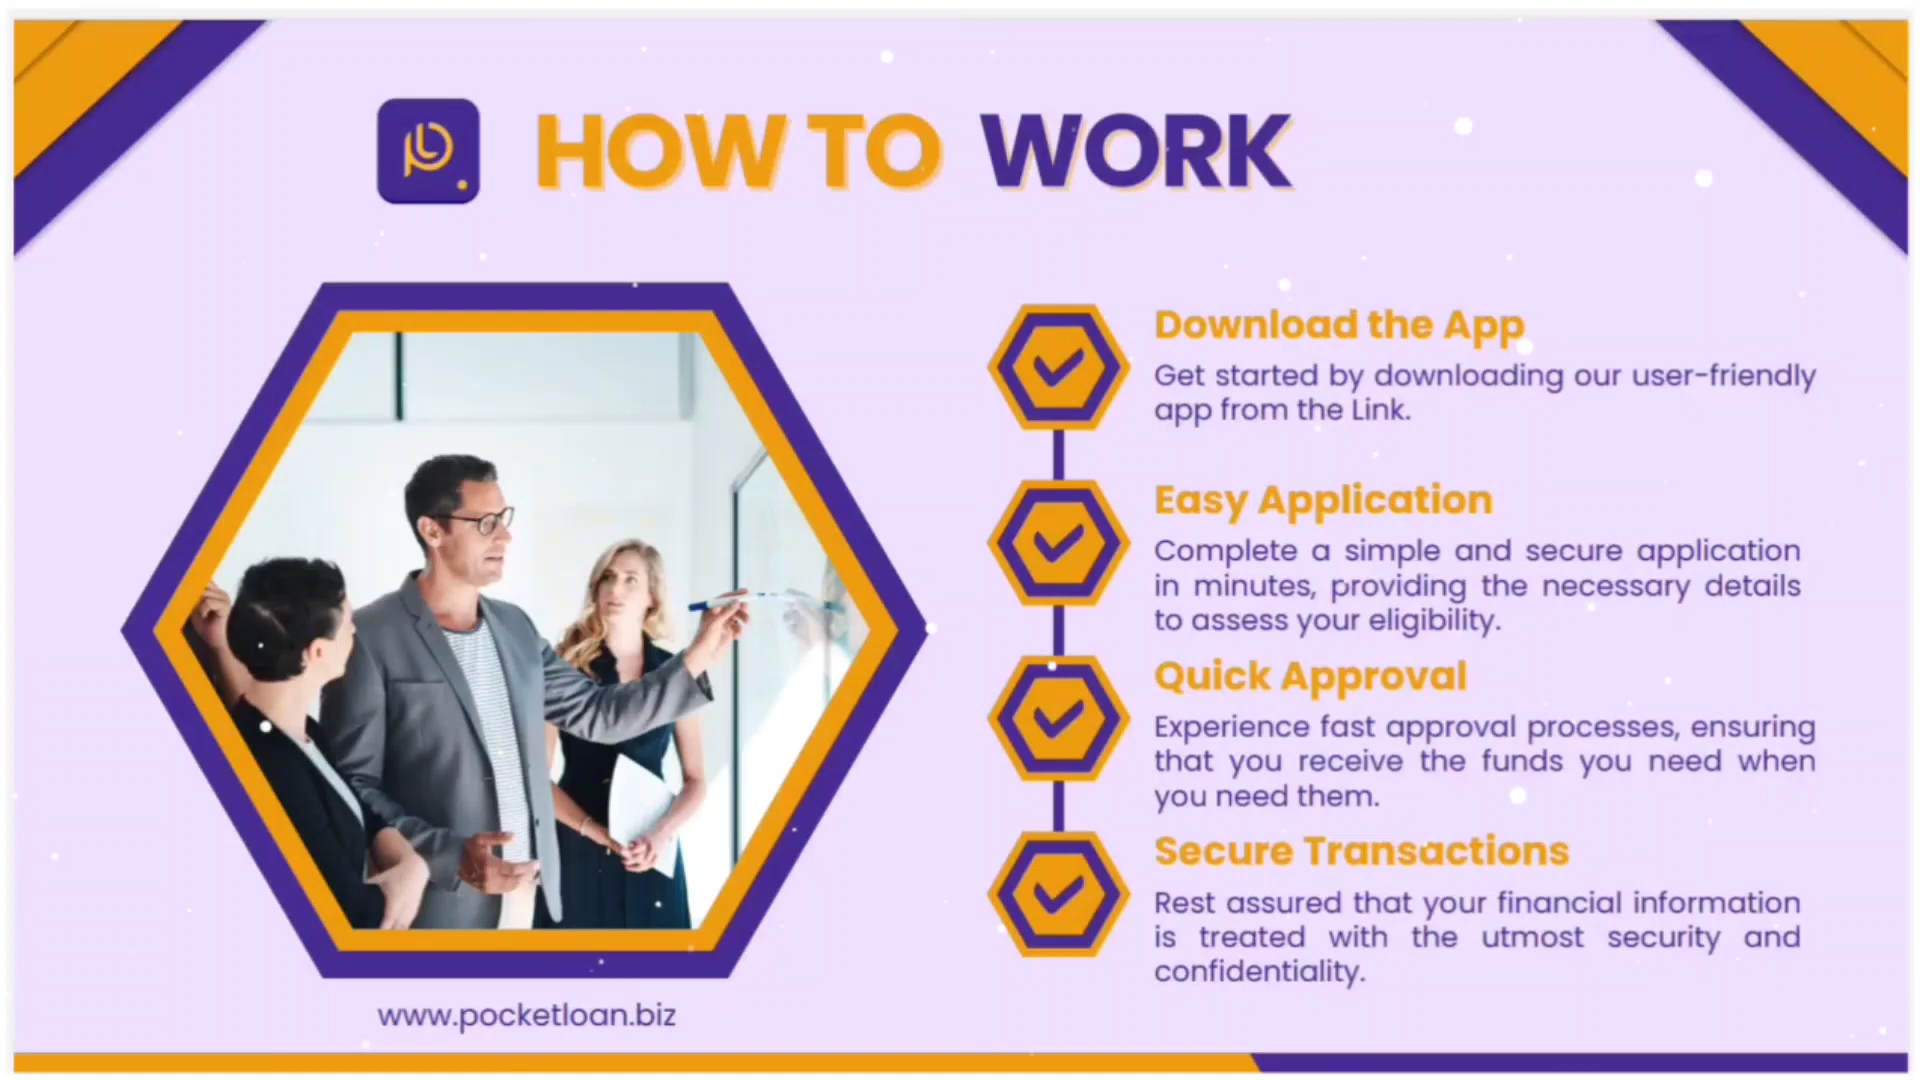 HOW TO WORK
Download the App
Get started by downloading our user-friendly
app from the Link.
Easy Application
Complete a simple and secure application
in minutes, providing the necessary details
to assess your eligibility.
Quick Approval
Experience fast approval processes, ensuring
that you receive the funds you need when
you need them.
Secure Transactions
Rest assured that your financial information
is treated with the utmost security and
confidentiality.
www.pocketloan.biz